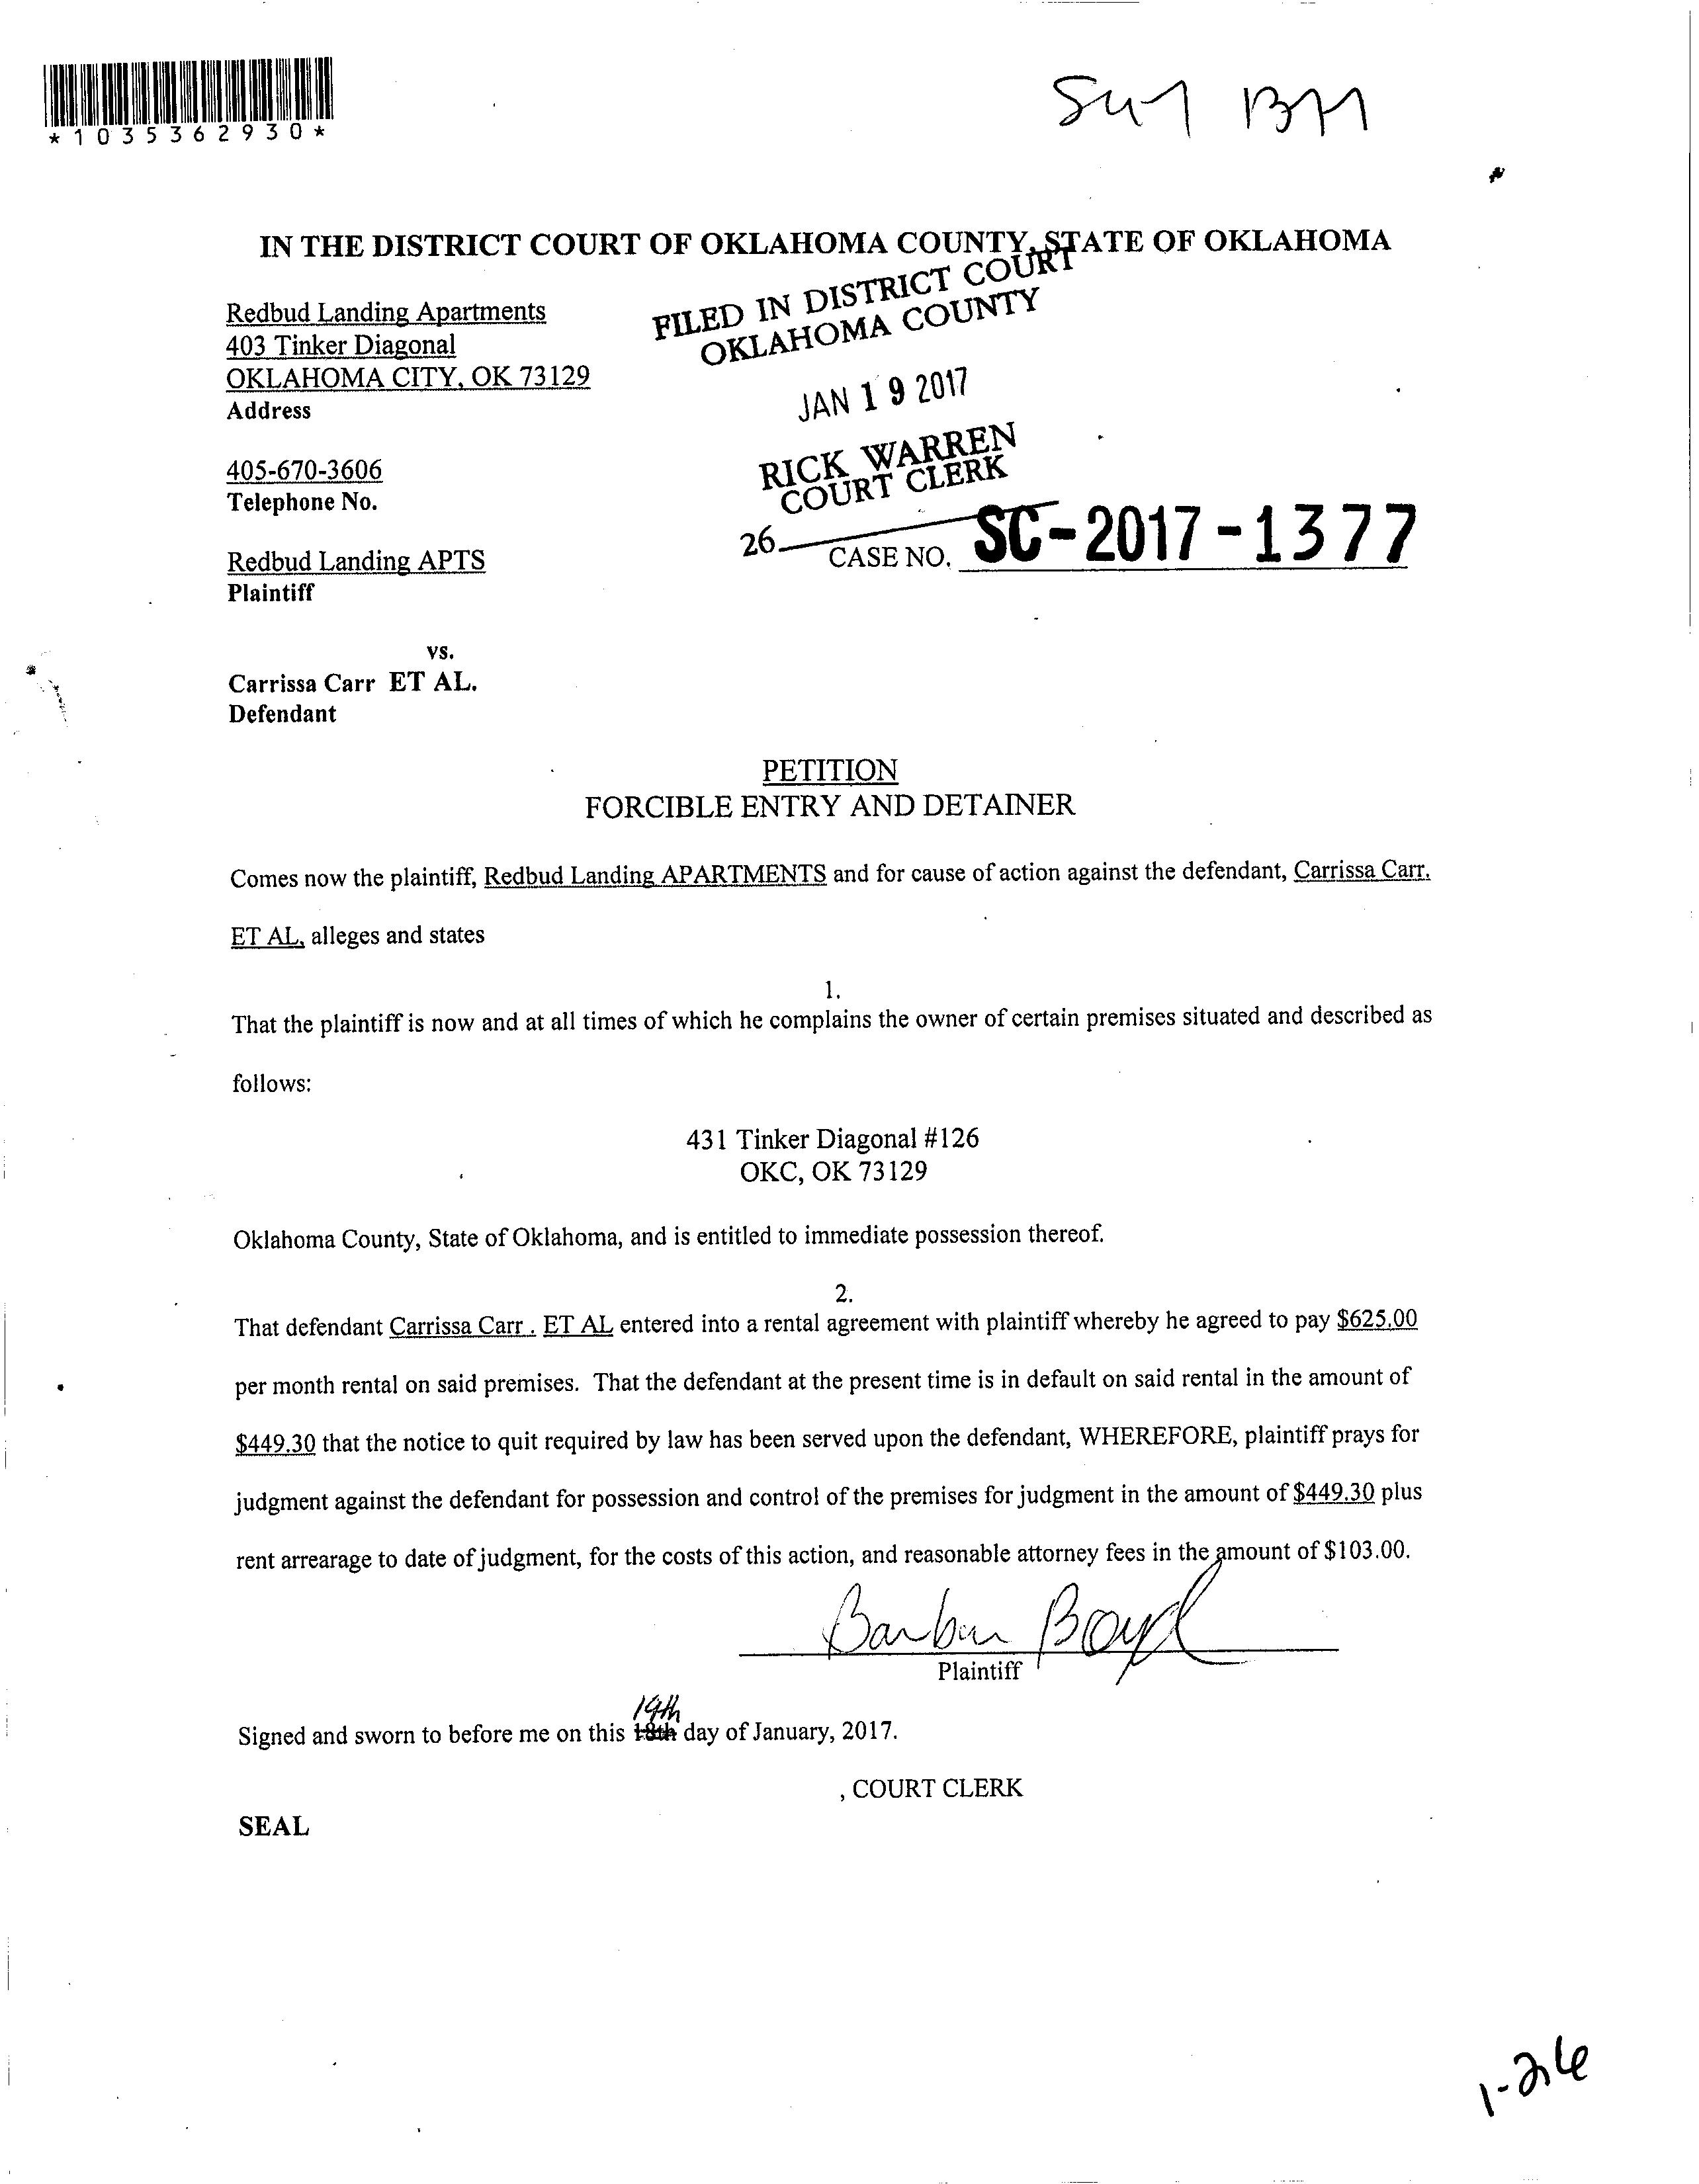 *1035362930*
IN THE DISTRICT COURT OF OKLAHOMA COUNTY, STATE OF OKLAHOMA
Redbud Landing Apartments
403 Tinker Diagonal
OKLAHOMA CITY, OK 73129
Address
FILED IN DISTRICT COURT
OKLAHOMA COUNTY
JAN 19 2017
RICK WARREN
COURT CLERK
26
405-670-3606
Telephone No.
CASE NO. SC-2017-1377
Redbud Landing APTS
Plaintiff
vs.
Carrissa Carr ET AL.
Defendant
PETITION
FORCIBLE ENTRY AND DETAINER
Comes now the plaintiff, Redbud Landing APARTMENTS and for cause of action against the defendant, Carrissa Carr.
ET AL, alleges and states
1.
That the plaintiff is now and at all times of which he complains the owner of certain premises situated and described as
follows:
431 Tinker Diagonal #126
OKC, OK 73129
Oklahoma County, State of Oklahoma, and is entitled to immediate possession thereof.
2.
That defendant Carrissa Carr . ET AL entered into a rental agreement with plaintiff whereby he agreed to pay $625.00
per month rental on said premises. That the defendant at the present time is in default on said rental in the amount of
$449.30 that the notice to quit required by law has been served upon the defendant, WHEREFORE, plaintiff prays for
judgment against the defendant for possession and control of the premises for judgment in the amount of $449.30 plus
rent arrearage to date of judgment, for the costs of this action, and reasonable attorney fees in the amount of $103.00.
Barbara Boyd
Plaintiff
19th
Signed and sworn to before me on this 18th day of January, 2017.
, COURT CLERK
SEAL
1-26